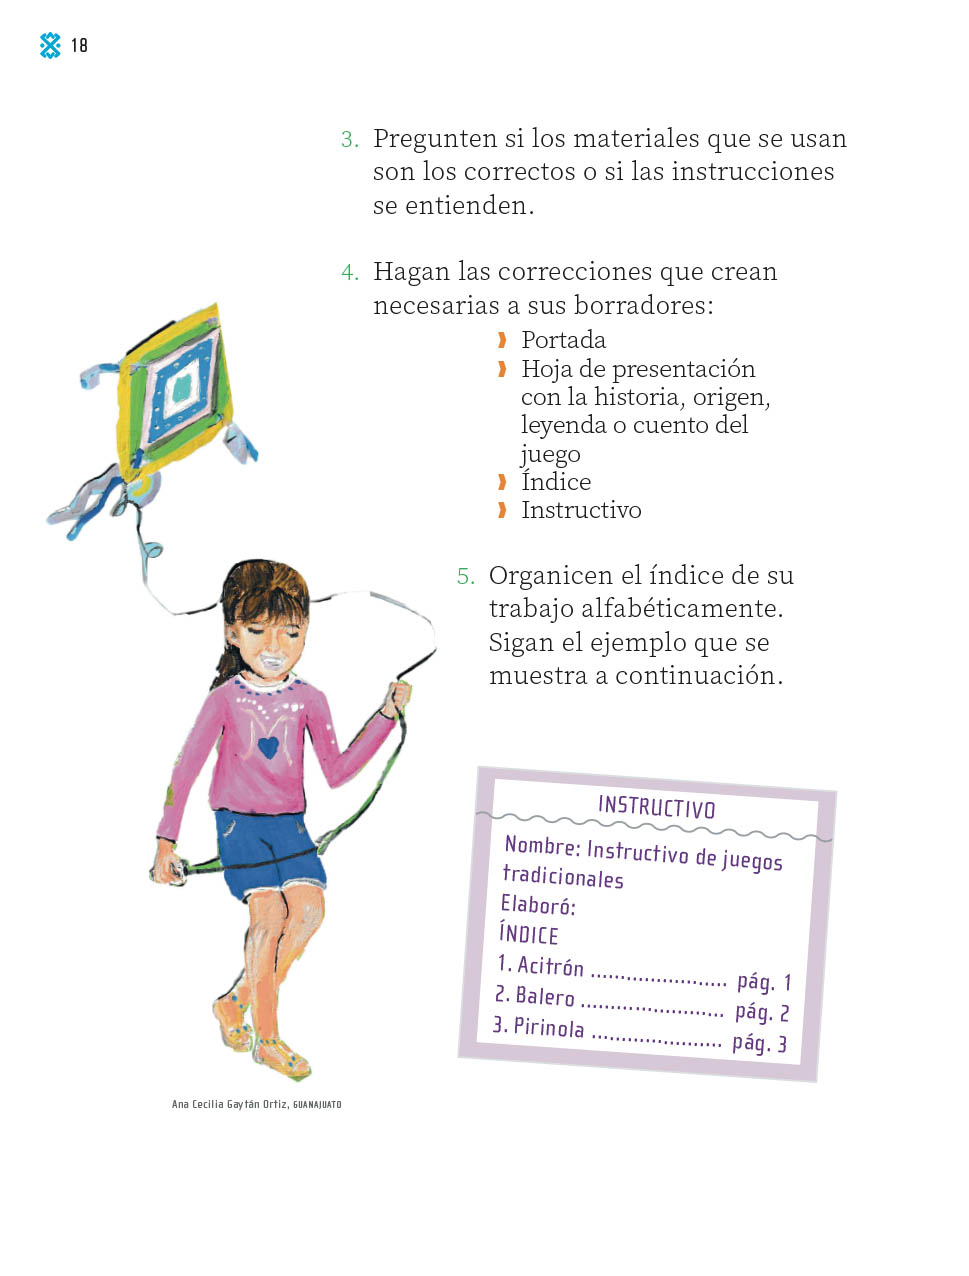 18
3. Pregunten si los materiales que se usan
son los correctos o si las instrucciones
se entienden.
4. Hagan las correcciones que crean
necesarias a sus borradores:
Portada
Hoja de presentación
con la historia, origen,
leyenda o cuento del
juego
Índice
Instructivo
5. Organicen el índice de su
trabajo alfabéticamente.
Sigan el ejemplo que se
muestra a continuación.
INSTRUCTIVO
Nombre: Instructivo de juegos
tradicionales
Elaboró:
ÍNDICE
1. Acitrón ....................... pág. 1
2. Balero ........................ pág. 2
3. Pirinola ...................... pág. 3
Ana Cecilia Gaytán Ortiz, GUANAJUATO